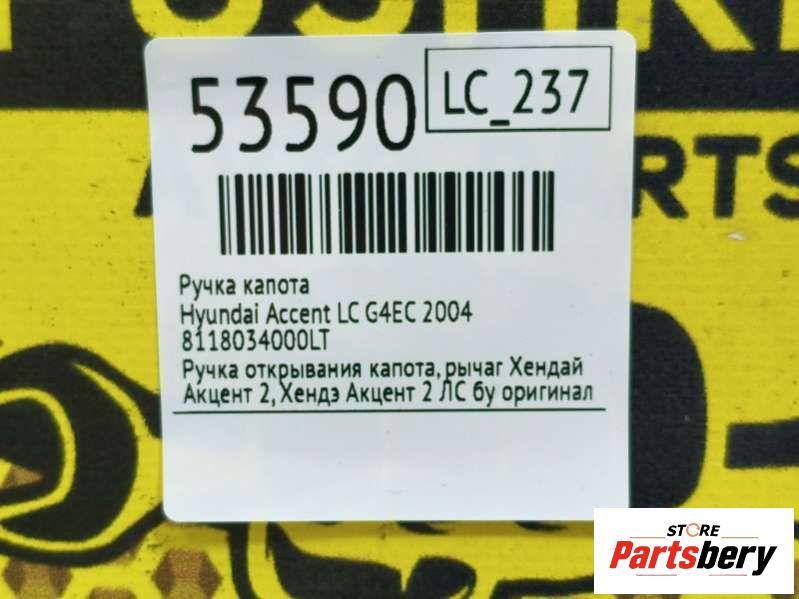 53590
LC_237
Ручка капота
Hyundai Accent LC G4EC 2004
8118034000LT
Ручка открывания капота, рычаг Хендай
Акцент 2, Хендэ Акцент 2 ЛС бу оригинал
STORE
Partsbery